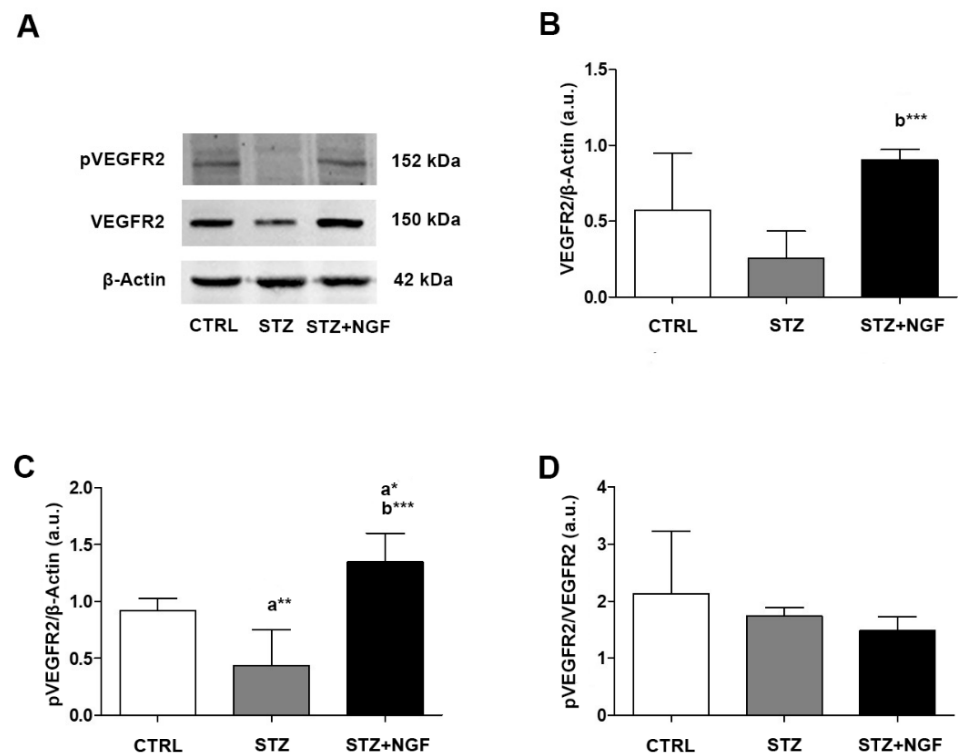 A
pVEGFR2 152 kDa
VEGFR2 150 kDa
β-Actin 42 kDa
CTRL STZ STZ+NGF
B
VEGFR2/β-Actin (a.u.)
1.5
1.0
0.5
0.0
b***
CTRL STZ STZ+NGF
C
pVEGFR2/β-Actin (a.u.)
2.0
1.5
1.0
0.5
0.0
a**
a*
b***
CTRL STZ STZ+NGF
D
pVEGFR2/VEGFR2 (a.u.)
4
3
2
1
0
CTRL STZ STZ+NGF